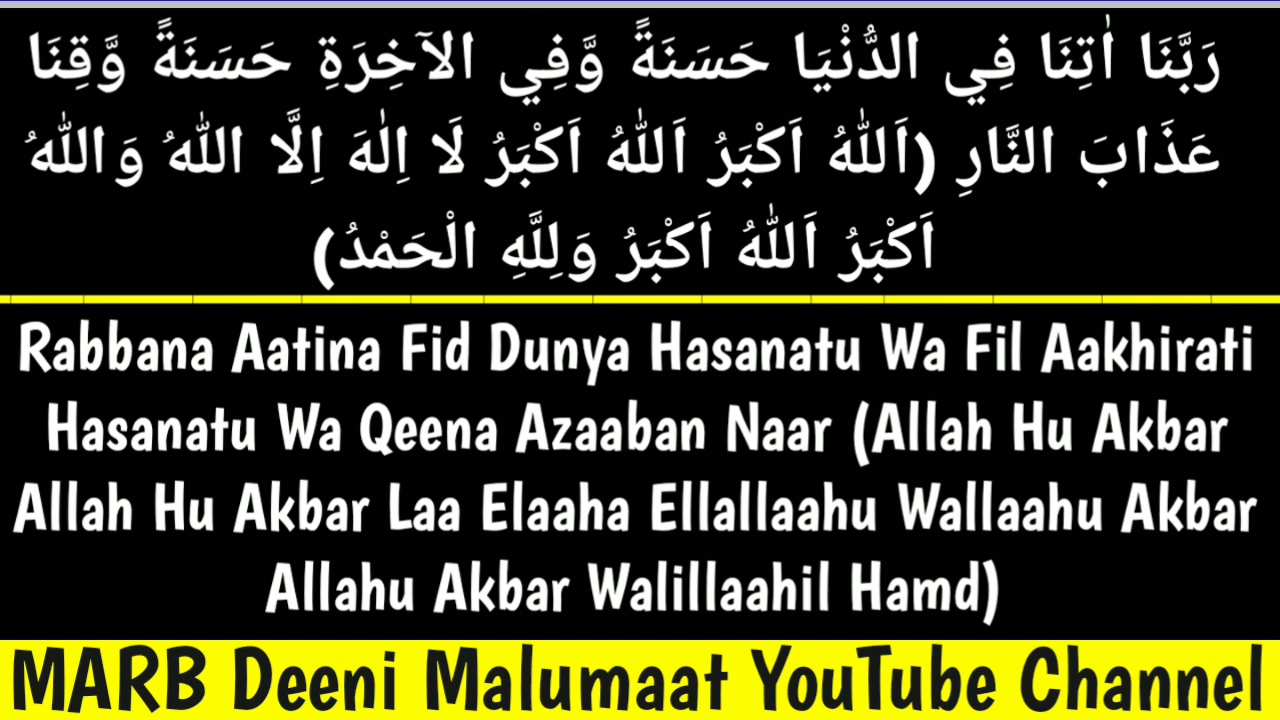 رَبَّنَا اٰتِنَا فِي الدُّنْيَا حَسَنَةً وَّفِي الآخِرَةِ حَسَنَةً وَّقِنَا
عَذَابَ النَّارِ (اَللّٰهُ اَكْبَرُ اَللّٰهُ اَكْبَرُ لَا اِلٰهَ اِلَّا اللّٰهُ وَاللّٰهُ
اَكْبَرُ اَللّٰهُ اَكْبَرُ وَلِلَّهِ الْحَمْدُ)
Rabbana Aatina Fid Dunya Hasanatu Wa Fil Aakhirati
Hasanatu Wa Qeena Azaaban Naar (Allah Hu Akbar
Allah Hu Akbar Laa Elaaha Ellallaahu Wallaahu Akbar
Allahu Akbar Walillaahil Hamd)
MARB Deeni Malumaat YouTube Channel